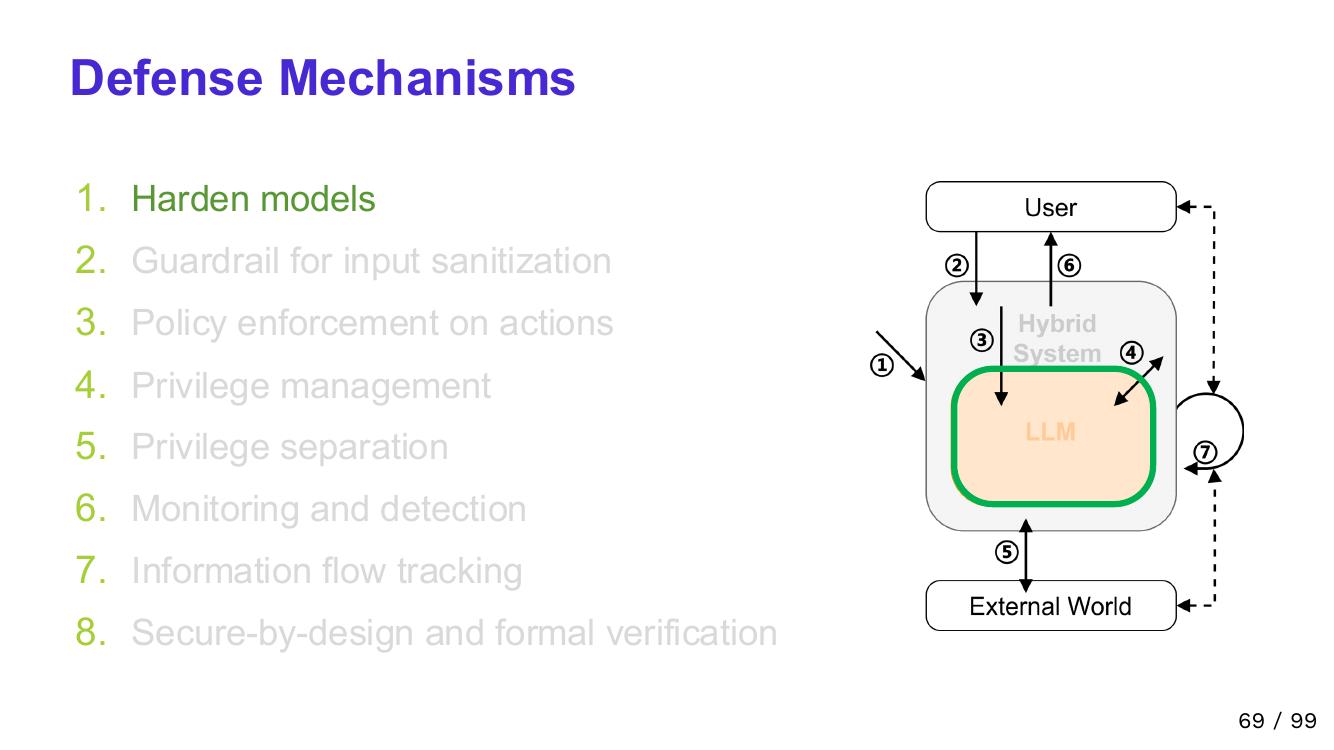 Defense Mechanisms
1. Harden models
2. Guardrail for input sanitization
3. Policy enforcement on actions
4. Privilege management
5. Privilege separation
6. Monitoring and detection
7. Information flow tracking
8. Secure-by-design and formal verification
User
② ⑥
Hybrid
System
③ ④
①
LLM
⑦
⑤
External World
69 / 99